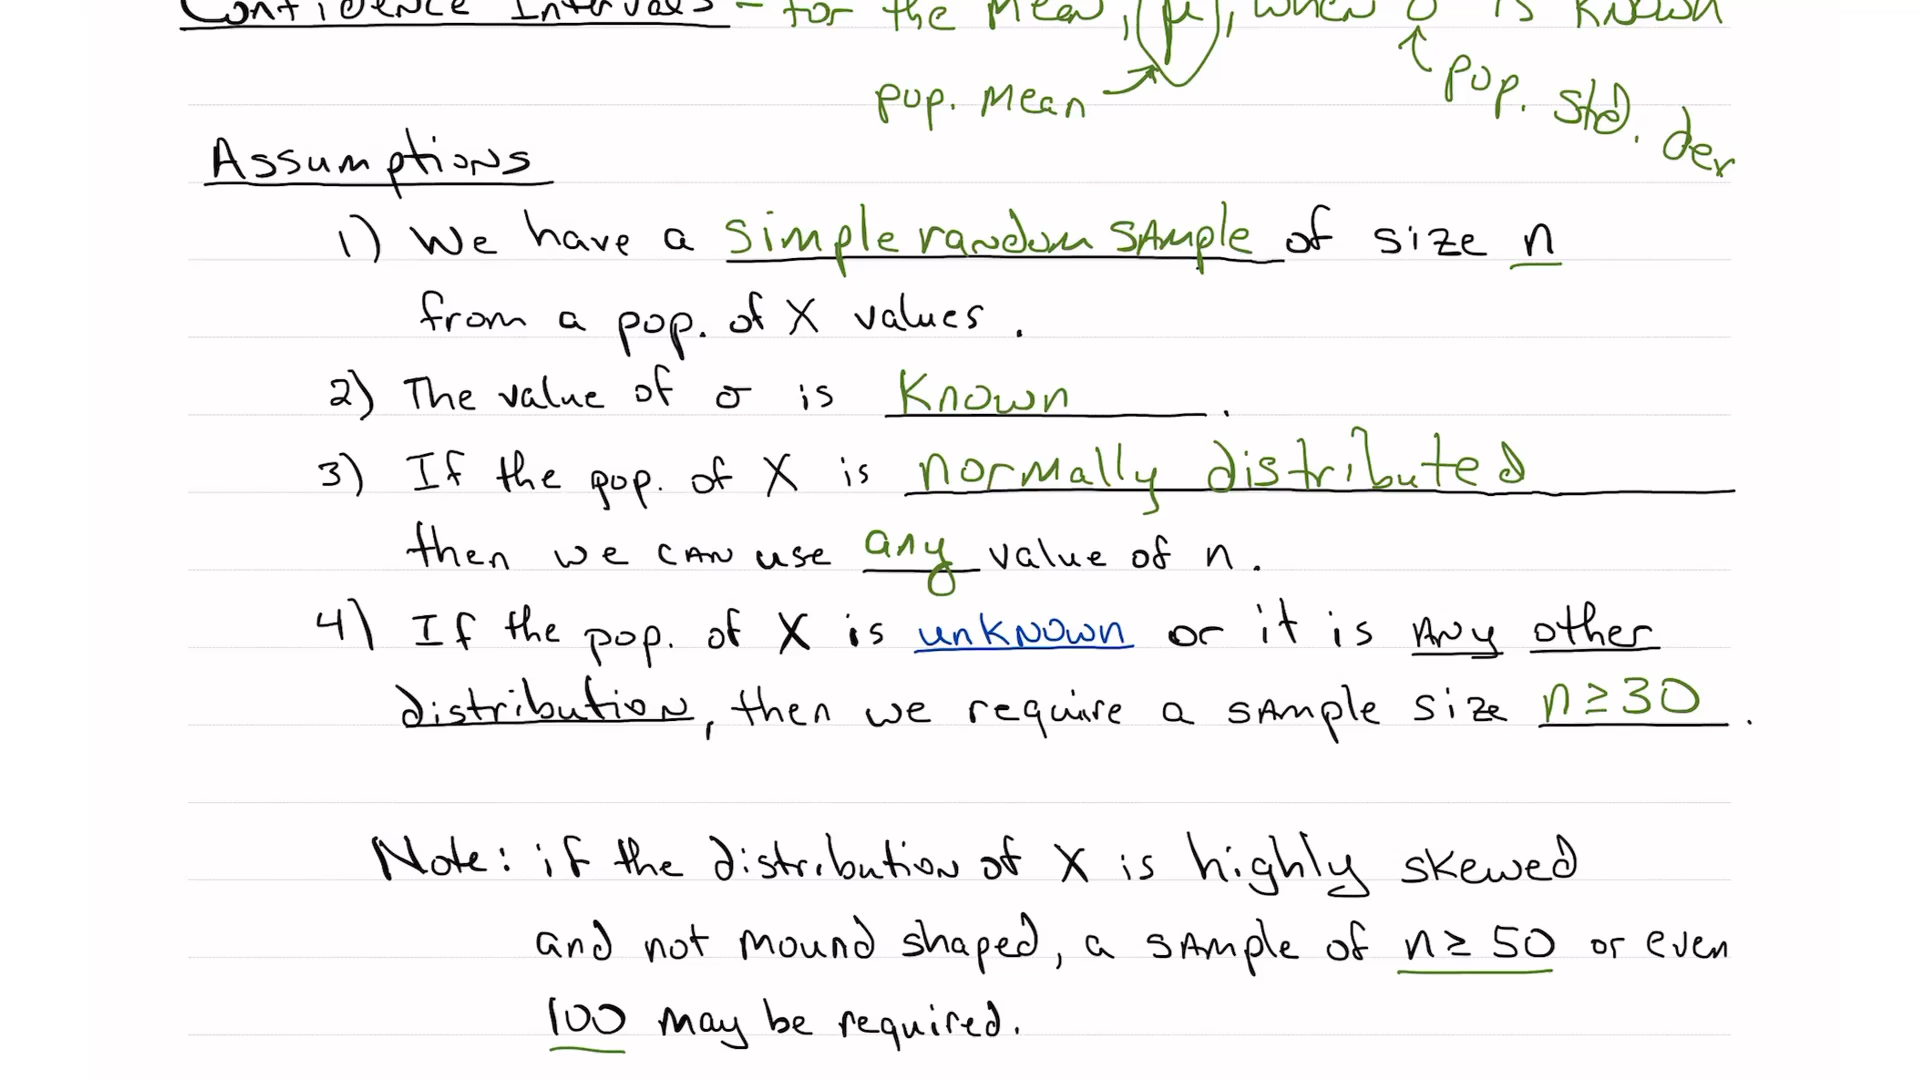 Confidence Intervals - for the Mean, (μ), when σ is known
pop. Mean
pop. std. dev
Assumptions
1) We have a simple random sample of size n
from a pop. of X values.
2) The value of σ is Known.
3) If the pop. of X is normally distributed
then we can use any value of n.
4) If the pop. of X is unknown or it is any other
distribution, then we require a sample size n ≥ 30.
Note: if the distribution of X is highly skewed
and not mound shaped, a sample of n ≥ 50 or even
100 may be required.